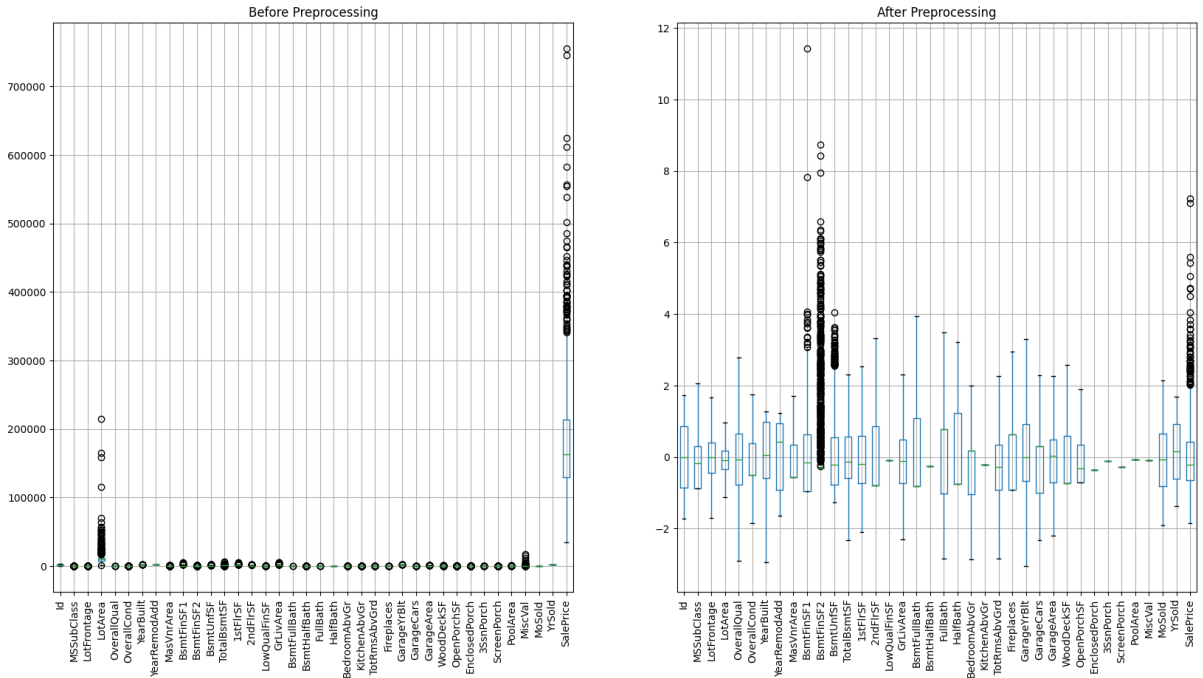 Before Preprocessing
700000
600000
500000
400000
300000
200000
100000
0
Id
MSSubClass
LotFrontage
LotArea
OverallQual
OverallCond
YearBuilt
YearRemodAdd
MasVnrArea
BsmtFinSF1
BsmtFinSF2
BsmtUnfSF
TotalBsmtSF
1stFlrSF
2ndFlrSF
LowQualFinSF
GrLivArea
BsmtFullBath
BsmtHalfBath
FullBath
HalfBath
BedroomAbvGr
KitchenAbvGr
TotRmsAbvGrd
Fireplaces
GarageYrBlt
GarageCars
GarageArea
WoodDeckSF
OpenPorchSF
EnclosedPorch
3SsnPorch
ScreenPorch
PoolArea
MiscVal
MoSold
YrSold
SalePrice
After Preprocessing
12
10
8
6
4
2
0
−2
Id
MSSubClass
LotFrontage
LotArea
OverallQual
OverallCond
YearBuilt
YearRemodAdd
MasVnrArea
BsmtFinSF1
BsmtFinSF2
BsmtUnfSF
TotalBsmtSF
1stFlrSF
2ndFlrSF
LowQualFinSF
GrLivArea
BsmtFullBath
BsmtHalfBath
FullBath
HalfBath
BedroomAbvGr
KitchenAbvGr
TotRmsAbvGrd
Fireplaces
GarageYrBlt
GarageCars
GarageArea
WoodDeckSF
OpenPorchSF
EnclosedPorch
3SsnPorch
ScreenPorch
PoolArea
MiscVal
MoSold
YrSold
SalePrice